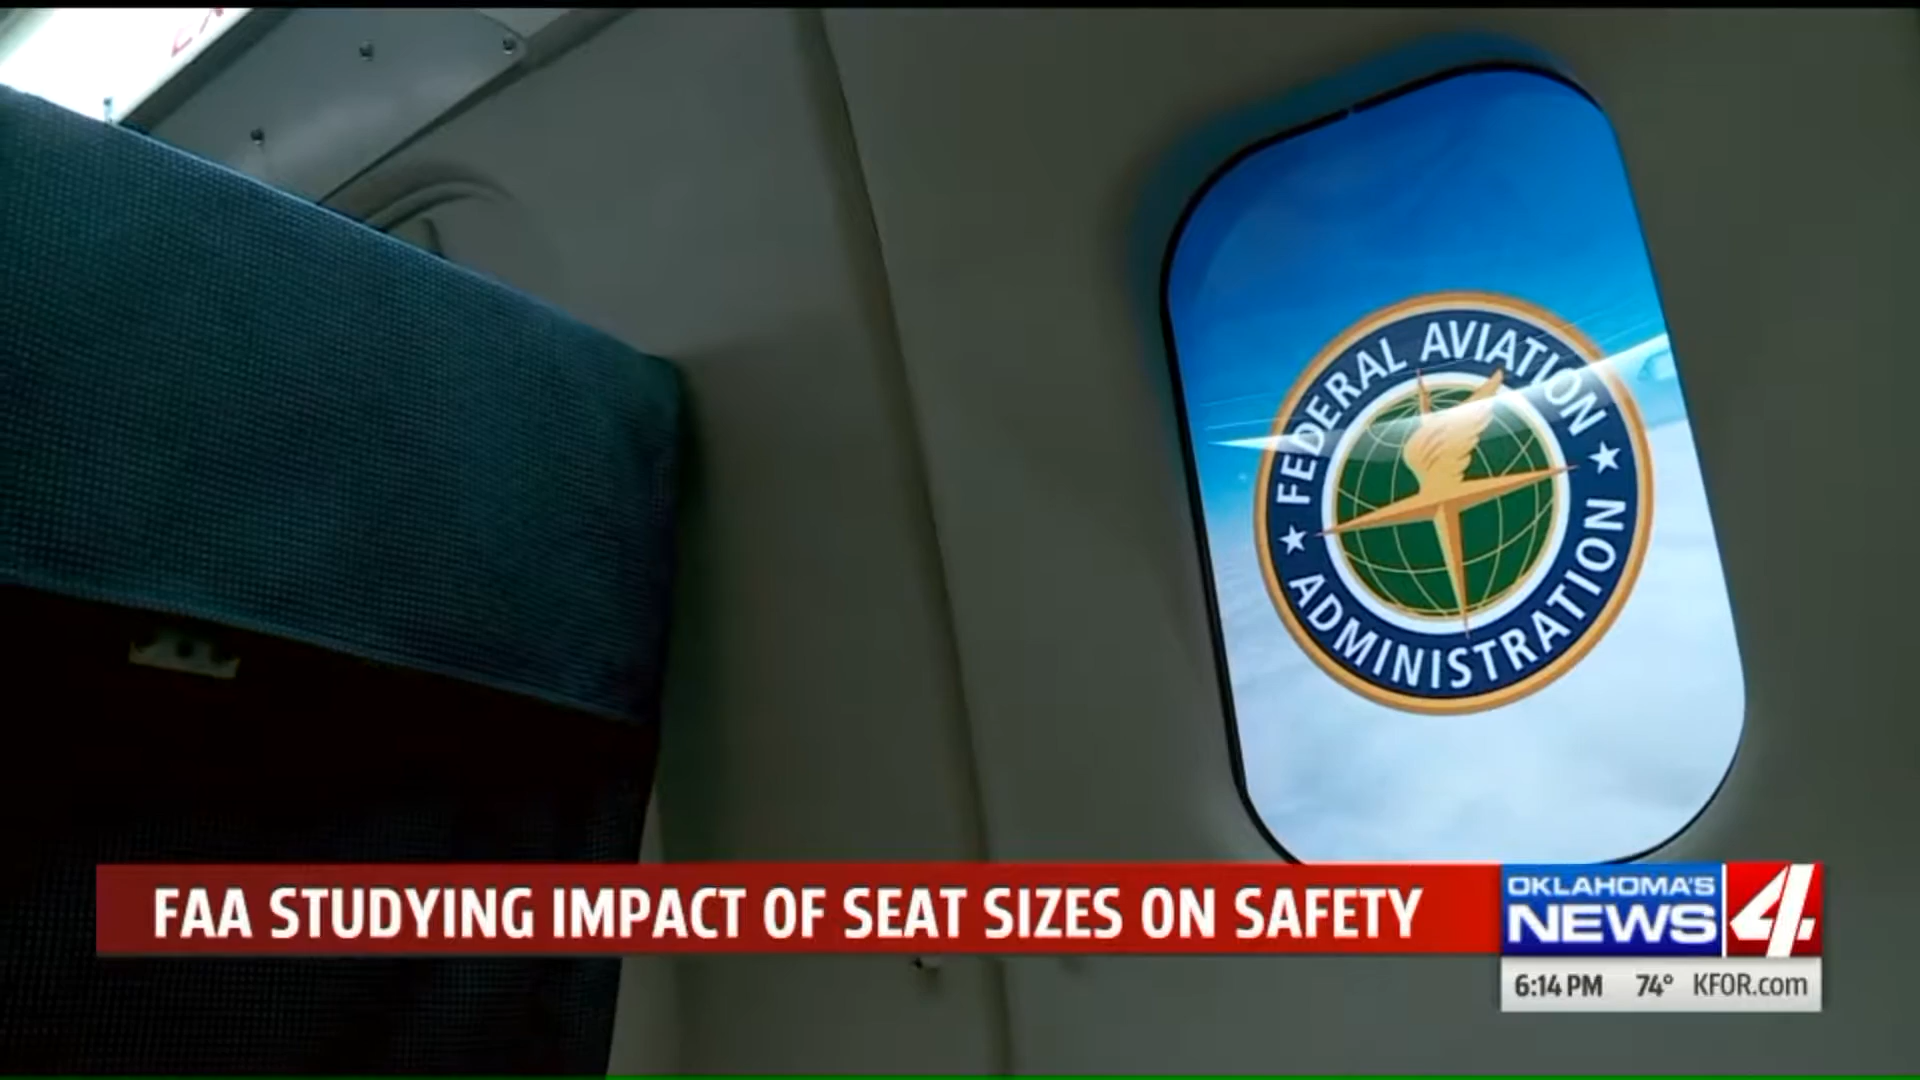 FEDERAL AVIATION
ADMINISTRATION
FAA STUDYING IMPACT OF SEAT SIZES ON SAFETY
OKLAHOMA'S
NEWS 4
6:14 PM 74° KFOR.com